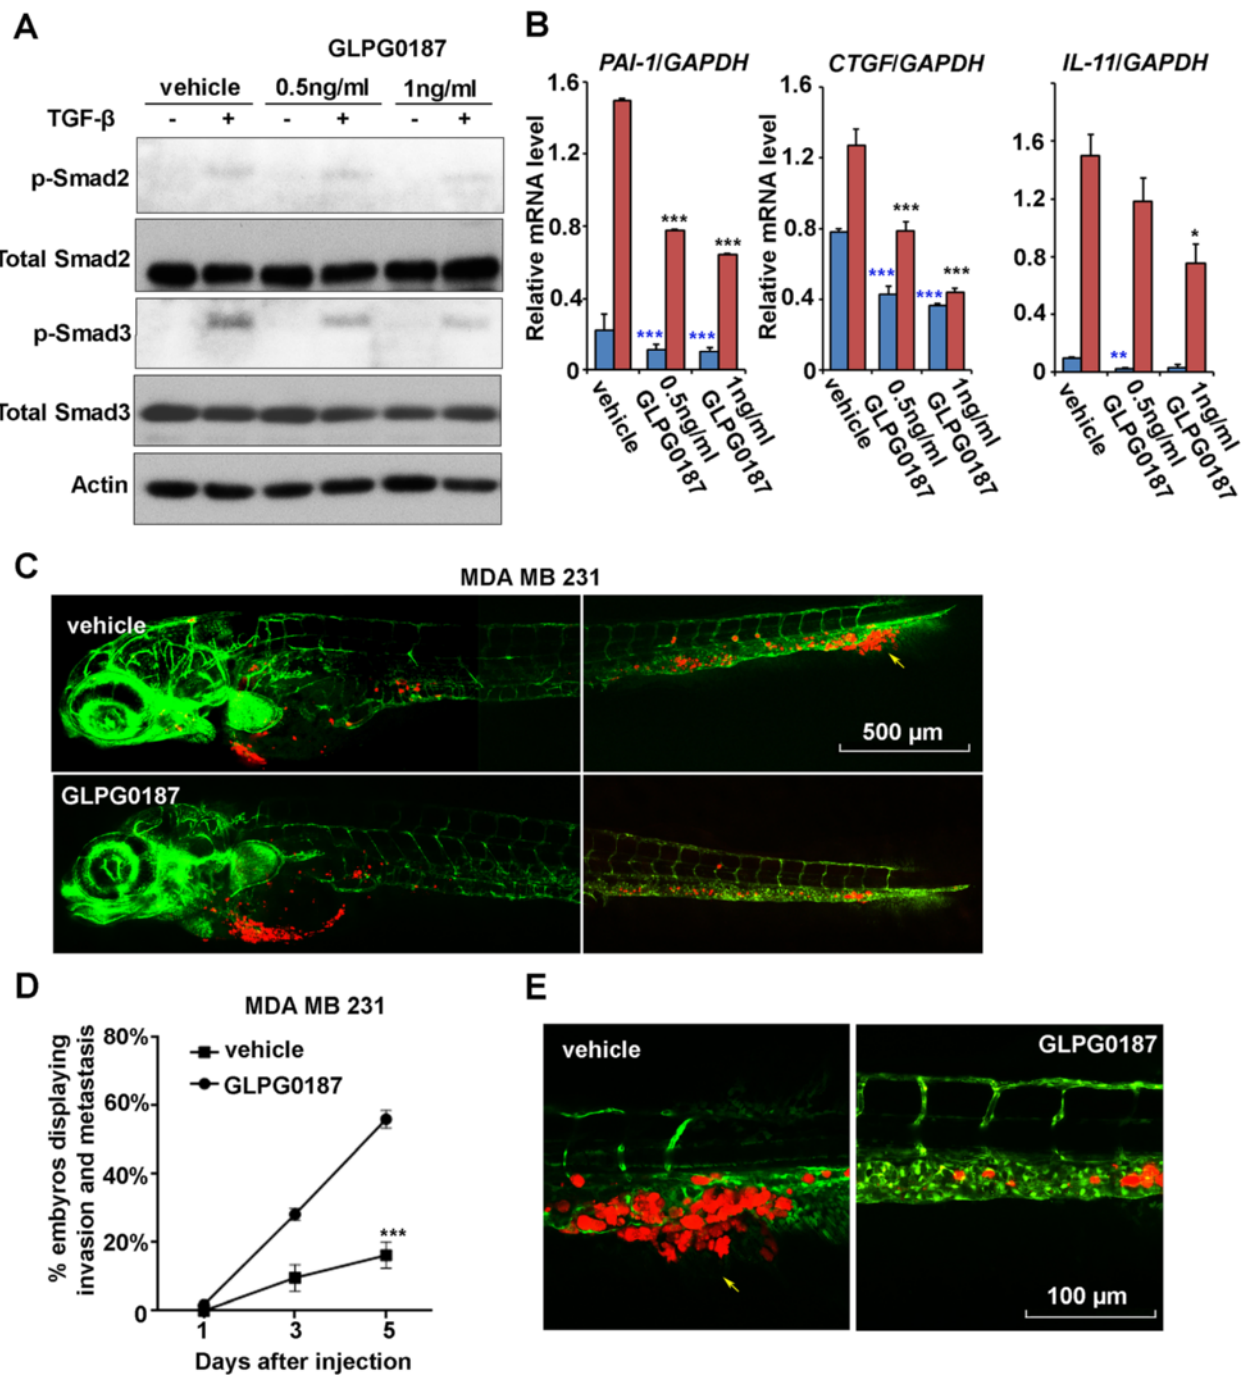 A
GLPG0187
vehicle 0.5ng/ml 1ng/ml
TGF-β - + - + - +
p-Smad2
Total Smad2
p-Smad3
Total Smad3
Actin
B
PAI-1/GAPDH
Relative mRNA level
1.6
1.2
0.8
0.4
0
***
***
***
***
vehicle
0.5ng/ml
GLPG0187
1ng/ml
GLPG0187
CTGF/GAPDH
Relative mRNA level
1.6
1.2
0.8
0.4
0
***
***
***
***
vehicle
0.5ng/ml
GLPG0187
1ng/ml
GLPG0187
IL-11/GAPDH
1.6
1.2
0.8
0.4
0
**
*
vehicle
0.5ng/ml
GLPG0187
1ng/ml
GLPG0187
C
MDA MB 231
vehicle
500 µm
GLPG0187
D
MDA MB 231
% embyros displaying
invasion and metastasis
80%
60%
40%
20%
0
vehicle
GLPG0187
***
1 3 5
Days after injection
E
vehicle
GLPG0187
100 µm